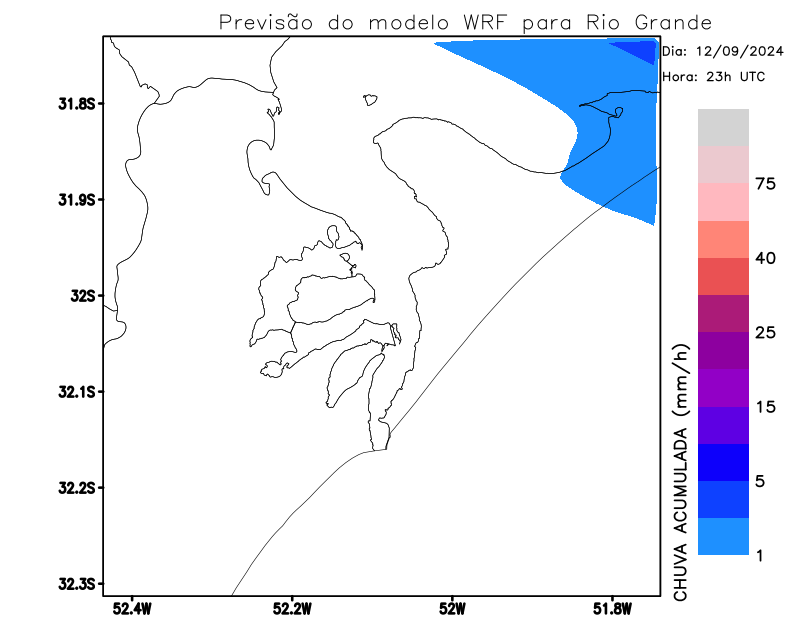 Previsão do modelo WRF para Rio Grande
Dia: 12/09/2024
Hora: 23h UTC
31.8S
31.9S
32S
32.1S
32.2S
32.3S
52.4W
52.2W
52W
51.8W
75
40
25
15
5
1
CHUVA ACUMULADA (mm/h)